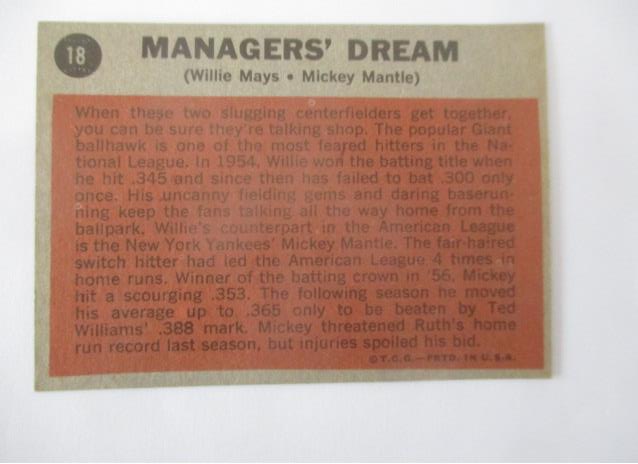 18
MANAGERS' DREAM
(Willie Mays • Mickey Mantle)
When these two slugging centerfielders get together,
you can be sure they're talking shop. The popular Giant
ballhawk is one of the most feared hitters in the Na-
tional League. In 1954, Willie won the batting title when
he hit .345 and since then has failed to bat .300 only
once. His uncanny fielding gems and daring baserun-
ning keep the fans talking all the way home from the
ballpark. Willie's counterpart in the American League
is the New York Yankees' Mickey Mantle. The fair-haired
switch hitter had led the American League 4 times in
home runs. Winner of the batting crown in '56, Mickey
hit a scourging .353. The following season he moved
his average up to .365 only to be beaten by Ted
Williams' .388 mark. Mickey threatened Ruth's home
run record last season, but injuries spoiled his bid.
© T.C.G.—PRTD. IN U.S.A.